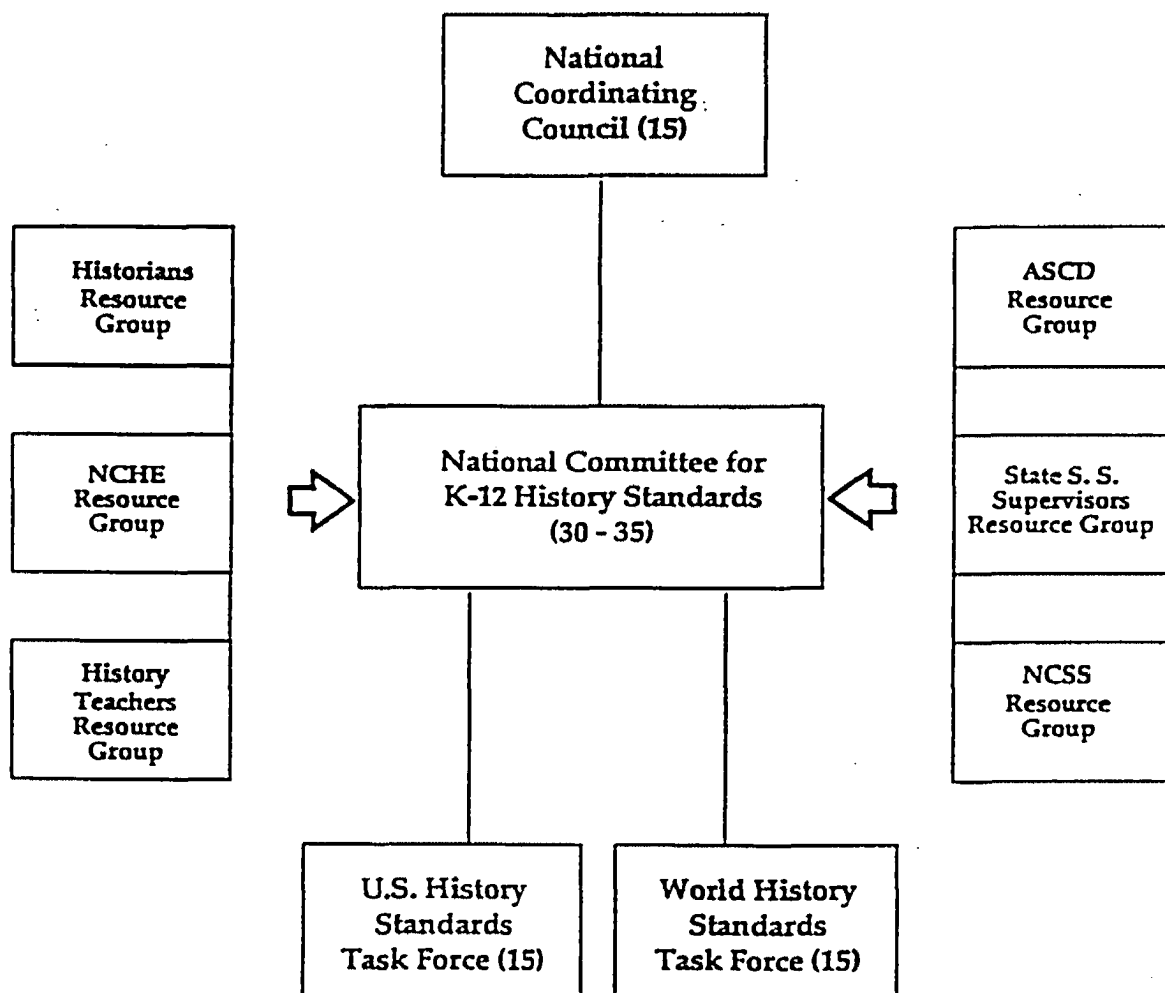 National
Coordinating
Council (15)
Historians
Resource
Group
ASCD
Resource
Group
NCHE
Resource
Group
National Committee for
K-12 History Standards
(30 - 35)
State S. S.
Supervisors
Resource Group
History
Teachers
Resource
Group
NCSS
Resource
Group
U.S. History
Standards
Task Force (15)
World History
Standards
Task Force (15)